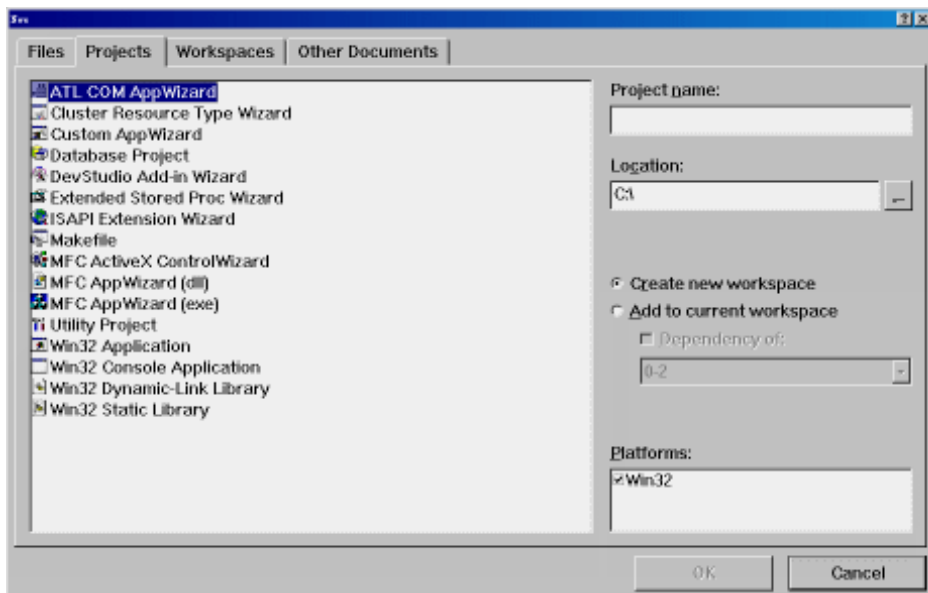 Files Projects Workspaces Other Documents
ATL COM AppWizard
Cluster Resource Type Wizard
Custom AppWizard
Database Project
DevStudio Add-in Wizard
Extended Stored Proc Wizard
ISAPI Extension Wizard
Makefile
MFC ActiveX ControlWizard
MFC AppWizard (dll)
MFC AppWizard (exe)
Utility Project
Win32 Application
Win32 Console Application
Win32 Dynamic-Link Library
Win32 Static Library
Project name:
Location:
C:\
...
Create new workspace
Add to current workspace
Dependency of:
0-2
Platforms:
Win32
OK Cancel